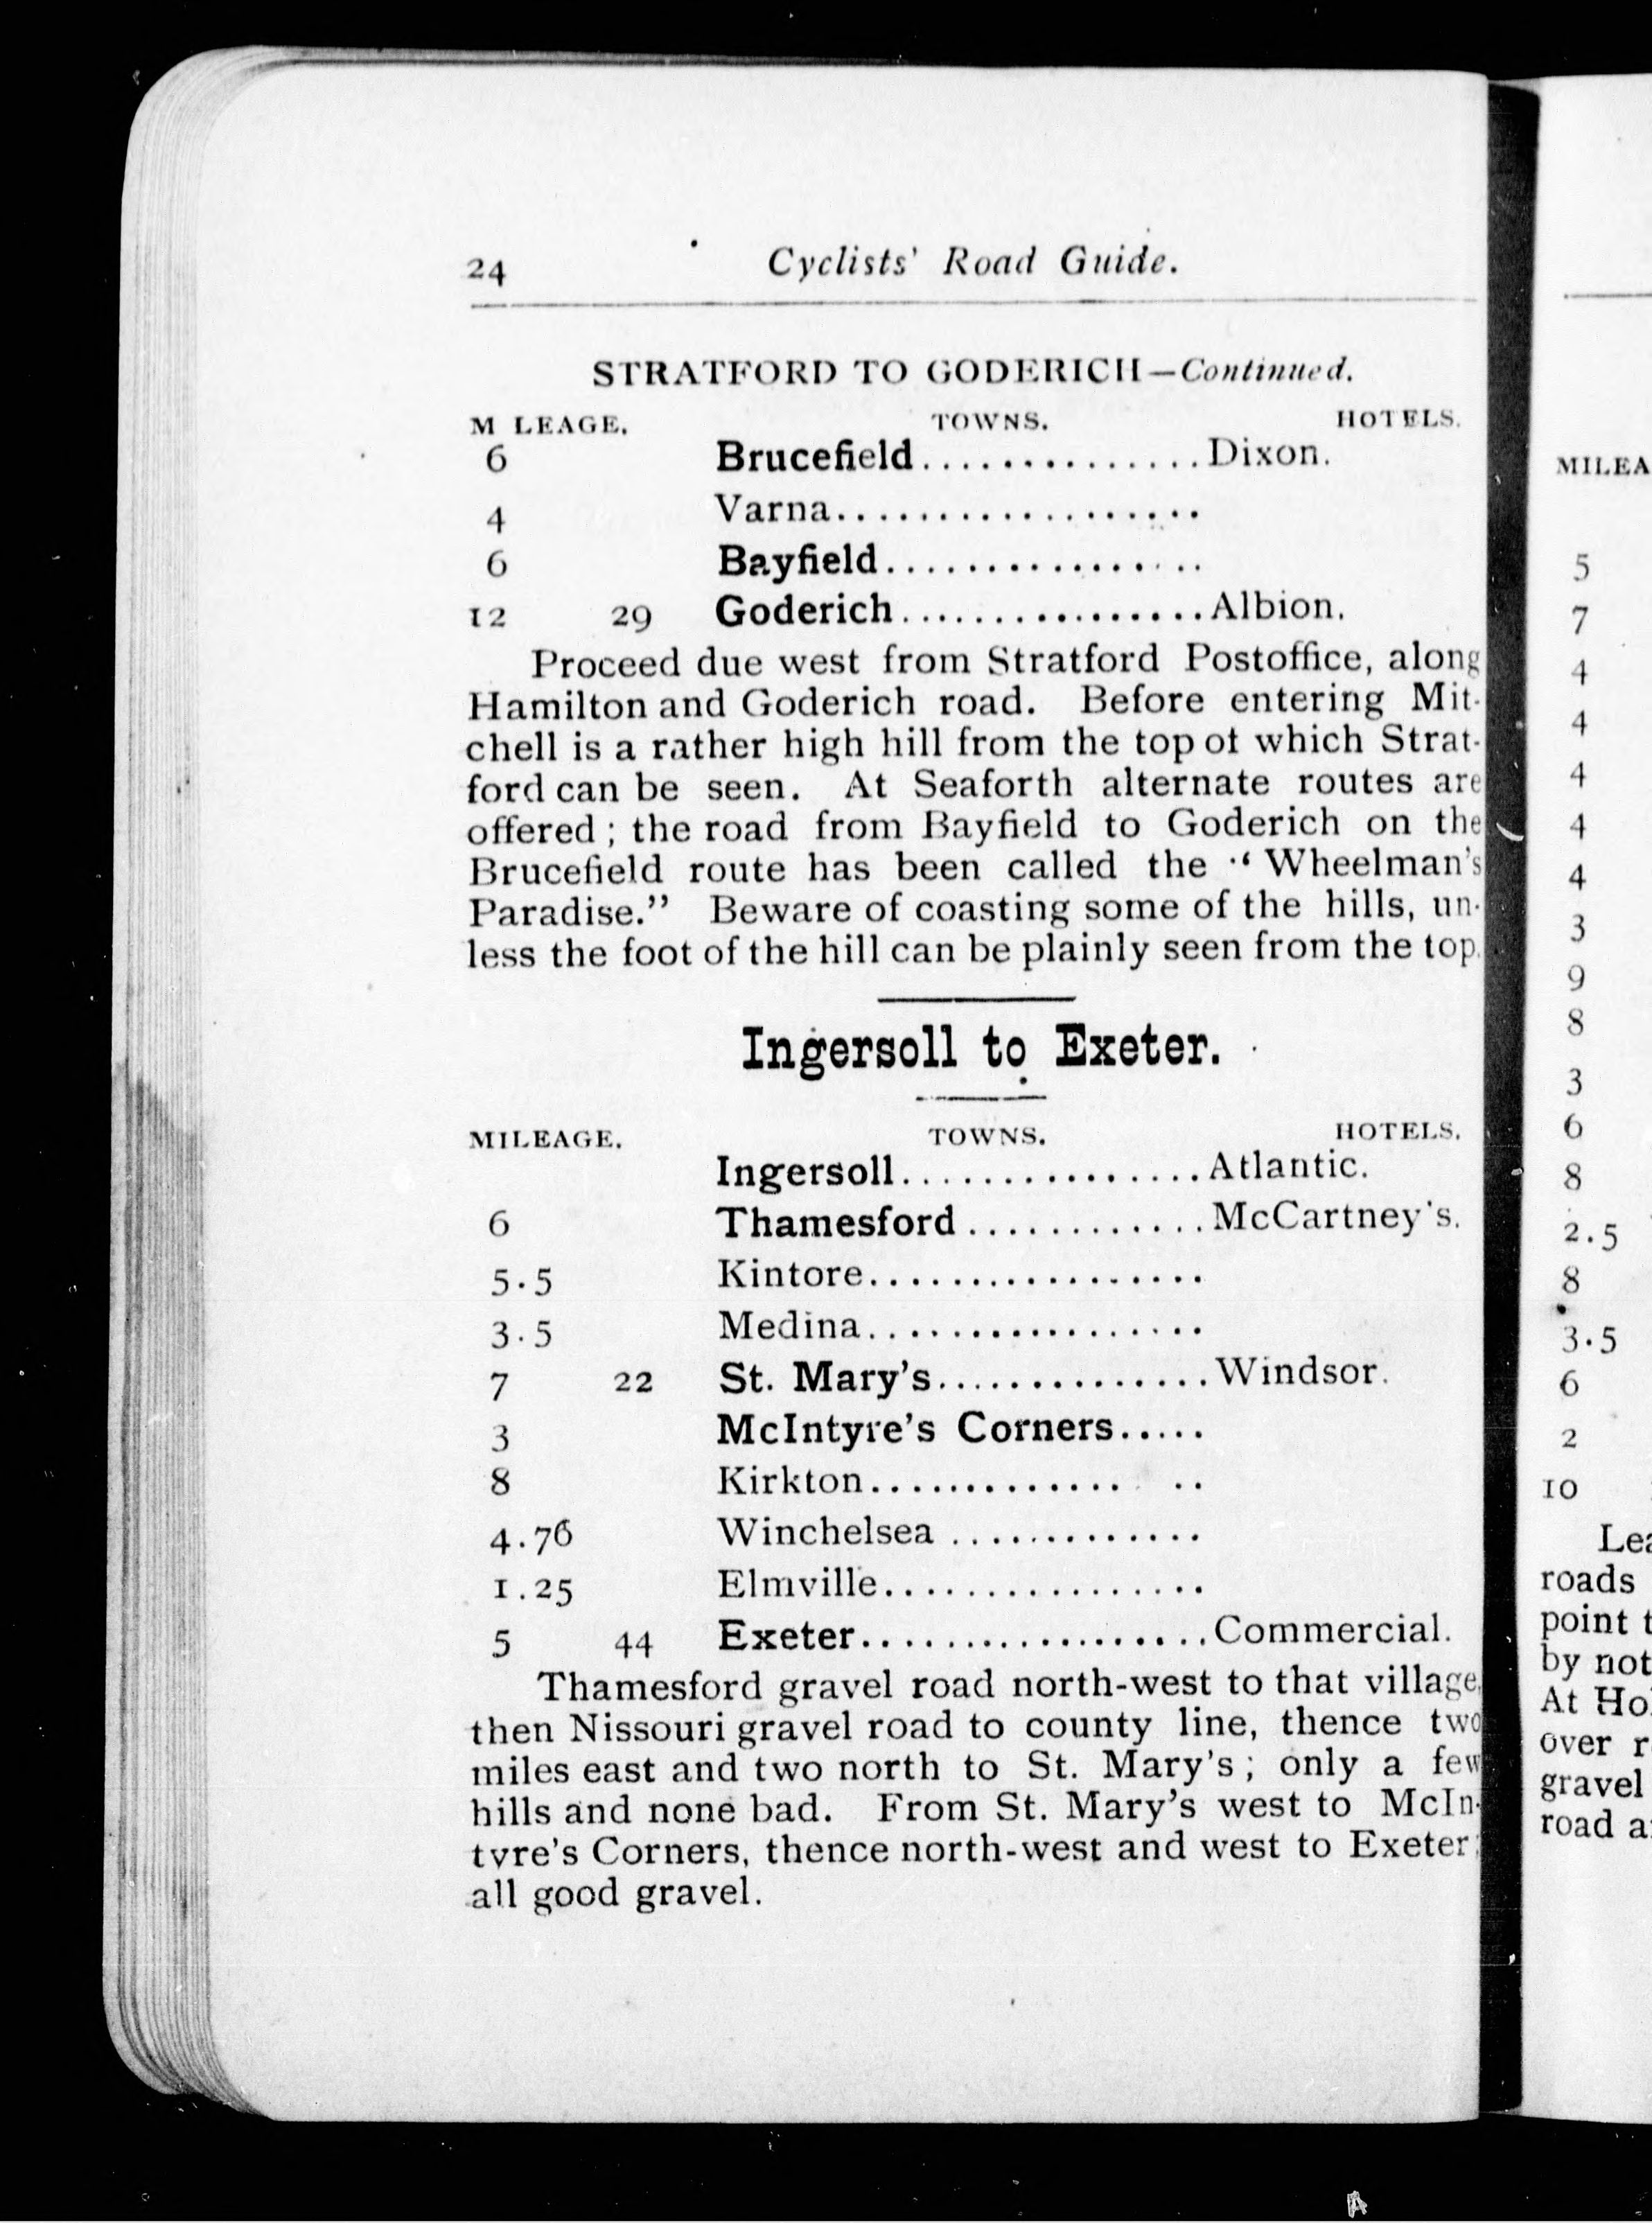 24 Cyclists' Road Guide.
STRATFORD TO GODERICH—Continued.
M LEAGE. TOWNS. HOTELS.
6 Brucefield..............Dixon.
4 Varna..................
6 Bayfield................
12 29 Goderich................Albion.
Proceed due west from Stratford Postoffice, along
Hamilton and Goderich road. Before entering Mit-
chell is a rather high hill from the top ot which Strat-
ford can be seen. At Seaforth alternate routes are
offered ; the road from Bayfield to Goderich on the
Brucefield route has been called the “ Wheelman's
Paradise.” Beware of coasting some of the hills, un-
less the foot of the hill can be plainly seen from the top.
Ingersoll to Exeter.
MILEAGE. TOWNS. HOTELS.
Ingersoll...............Atlantic.
6 Thamesford............McCartney's.
5.5 Kintore.................
3.5 Medina.................
7 22 St. Mary's..............Windsor.
3 McIntyre's Corners.....
8 Kirkton............. ..
4.76 Winchelsea .............
1.25 Elmville................
5 44 Exeter..................Commercial.
Thamesford gravel road north-west to that village,
then Nissouri gravel road to county line, thence two
miles east and two north to St. Mary's ; only a few
hills and none bad. From St. Mary's west to McIn-
tyre's Corners, thence north-west and west to Exeter;
all good gravel.
MILEA
5
7
4
4
4
4
4
3
9
8
3
6
8
2.5
8
3.5
6
2
10
Lea
roads
point t
by not
At Ho
over r
gravel
road a